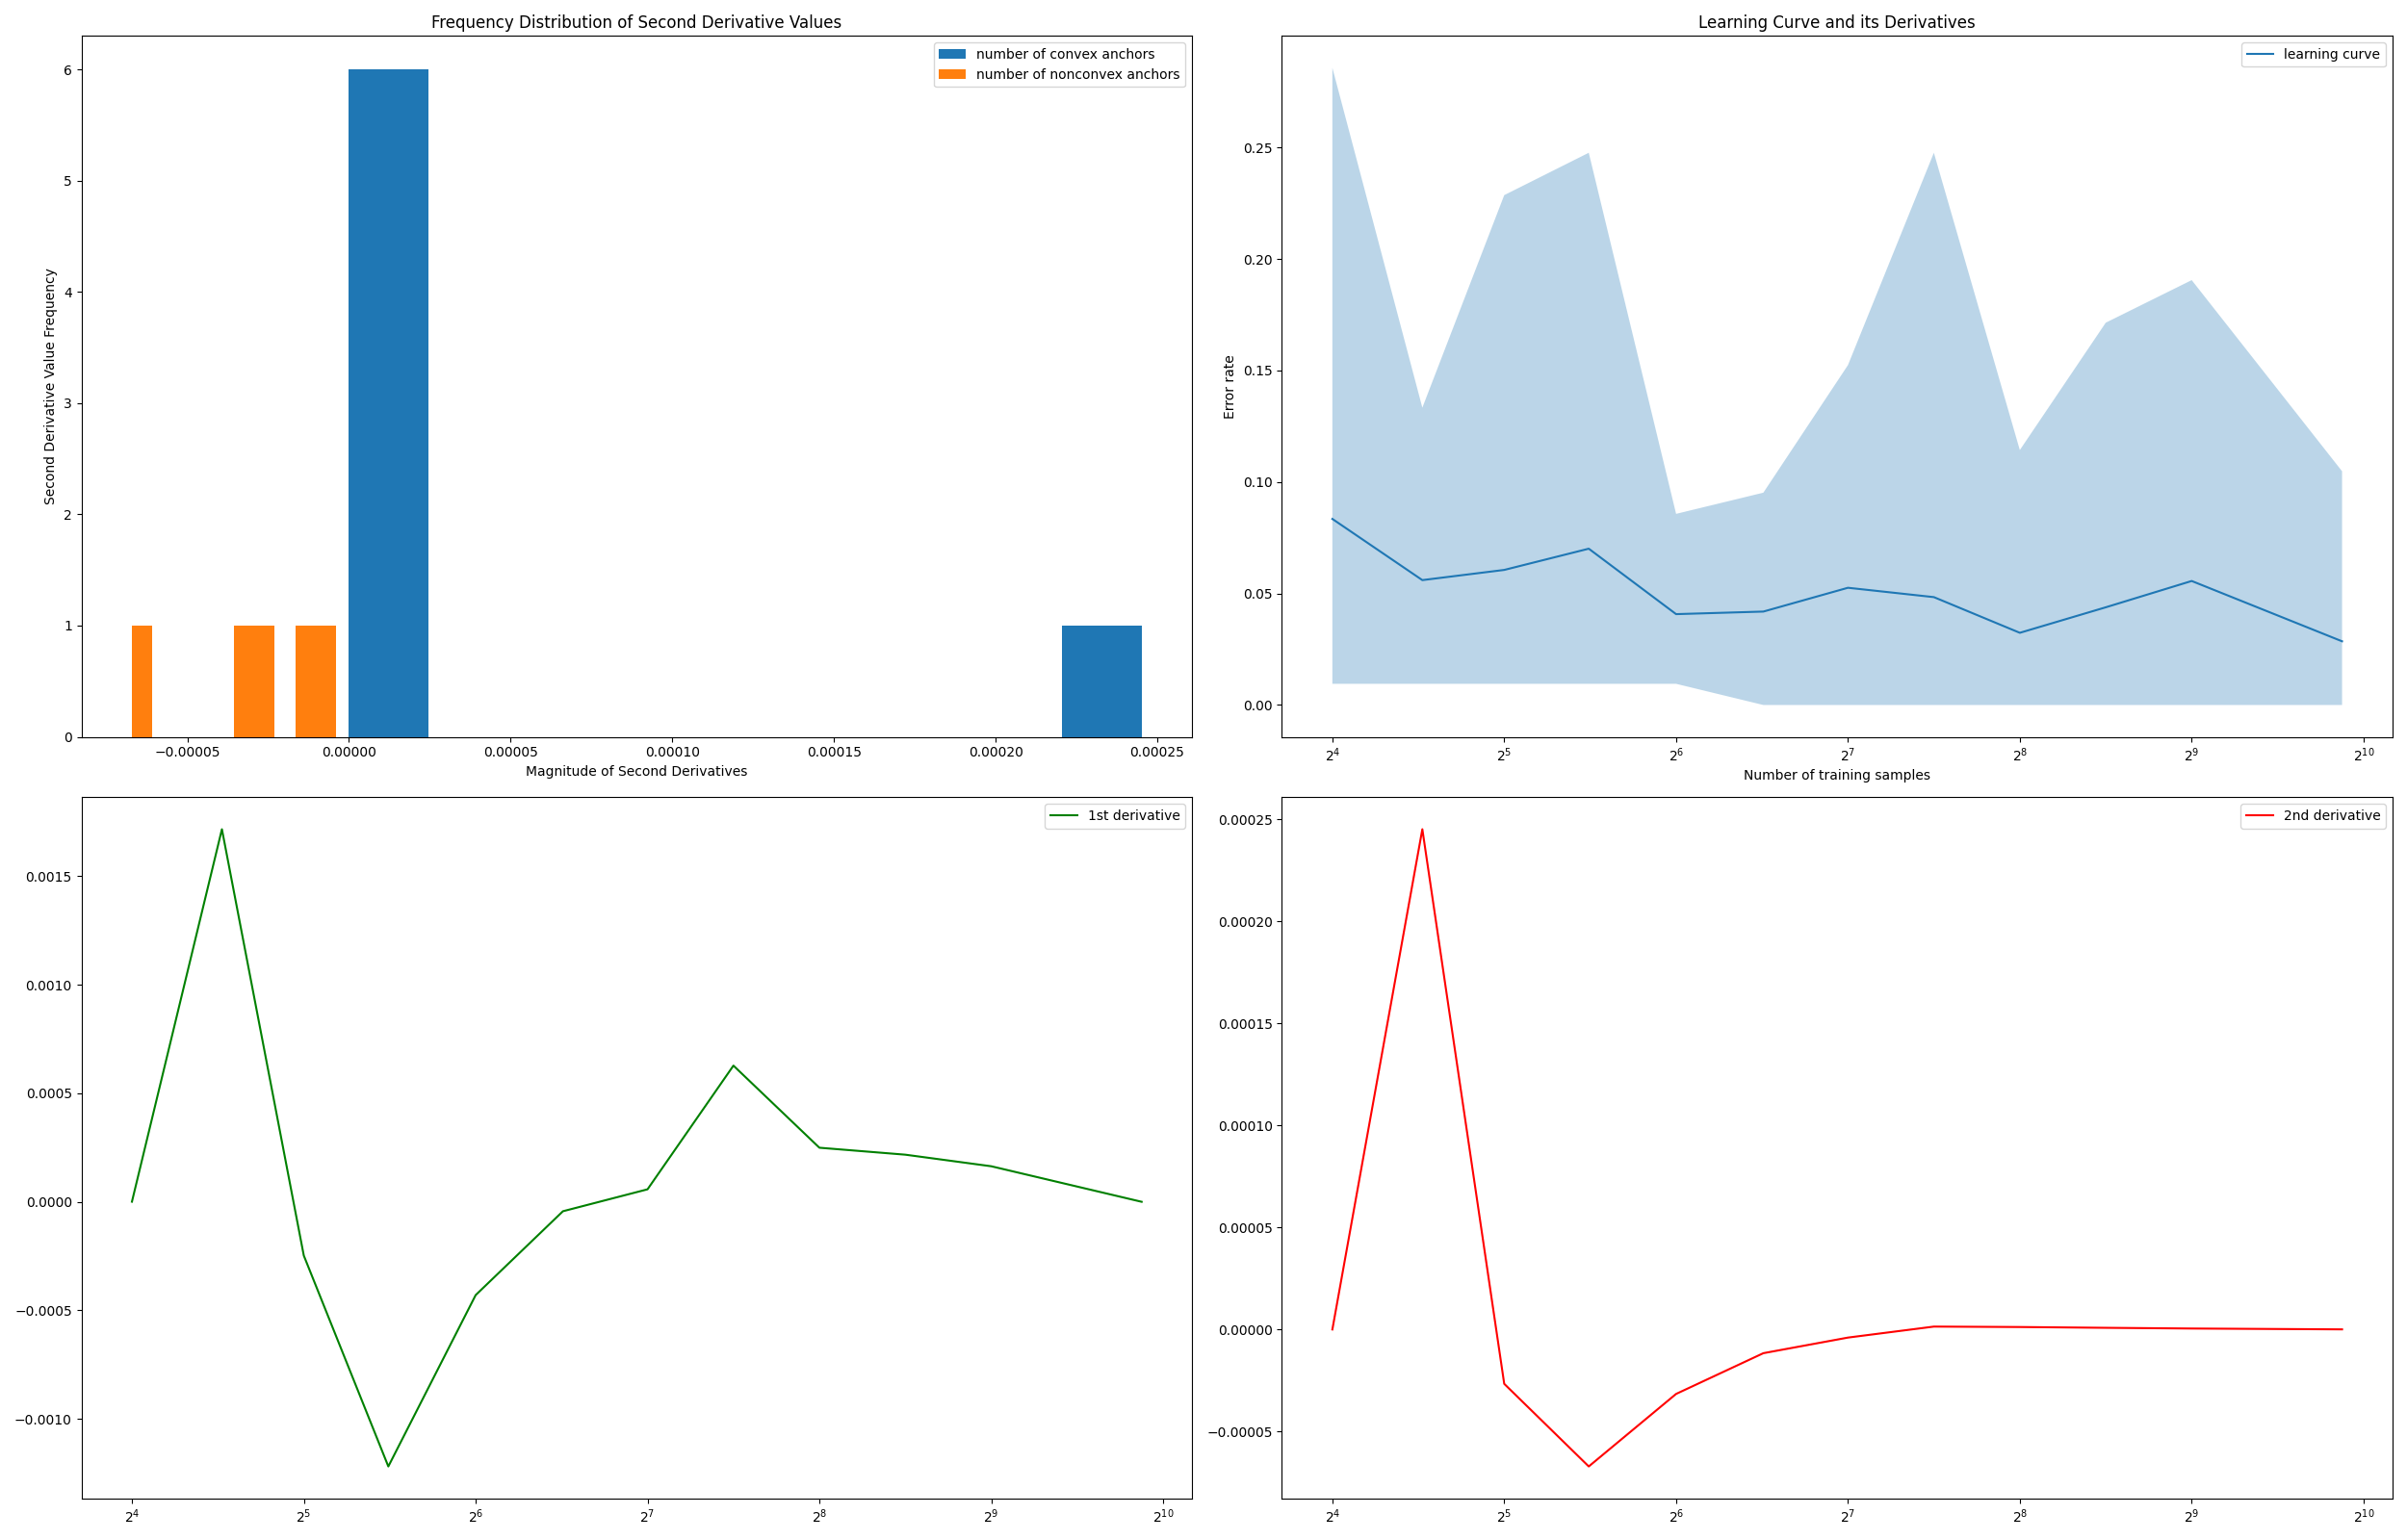 Frequency Distribution of Second Derivative Values
number of convex anchors
number of nonconvex anchors
6
5
4
3
2
1
0
Second Derivative Value Frequency
−0.00005 0.00000 0.00005 0.00010 0.00015 0.00020 0.00025
Magnitude of Second Derivatives
Learning Curve and its Derivatives
learning curve
0.25
0.20
0.15
0.10
0.05
0.00
Error rate
2^4 2^5 2^6 2^7 2^8 2^9 2^10
Number of training samples
1st derivative
0.0015
0.0010
0.0005
0.0000
−0.0005
−0.0010
2^4 2^5 2^6 2^7 2^8 2^9 2^10
2nd derivative
0.00025
0.00020
0.00015
0.00010
0.00005
0.00000
−0.00005
2^4 2^5 2^6 2^7 2^8 2^9 2^10